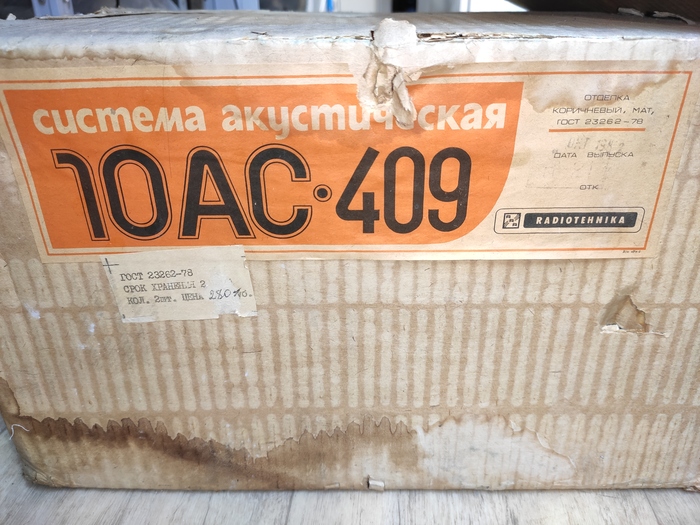 система акустическая
10АС·409
ОТДЕЛКА
КОРИЧНЕВЫЙ, МАТ,
ГОСТ 23262-78
ДАТА ВЫПУСКА
ОТК
RADIOTEHNIKA
ГОСТ 23262-78
СРОК ХРАНЕНИЯ 2
КОЛ. 2шт. ЦЕНА 280